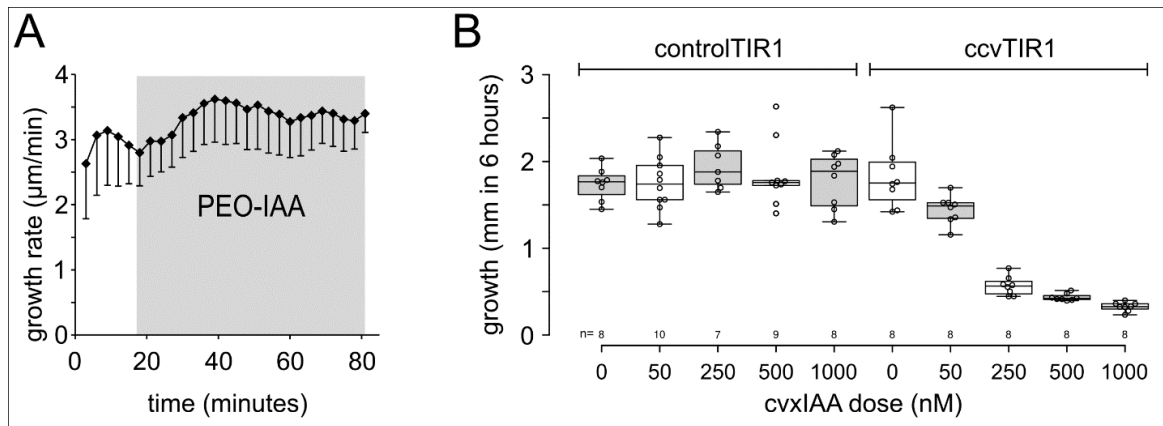 A
growth rate (µm/min)
4
3
2
1
0
PEO-IAA
0 20 40 60 80
time (minutes)
B
controlTIR1 ccvTIR1
growth (mm in 6 hours)
3
2
1
0
n= 8 10 7 9 8 8 8 8 8 8
0 50 250 500 1000 0 50 250 500 1000
cvxIAA dose (nM)